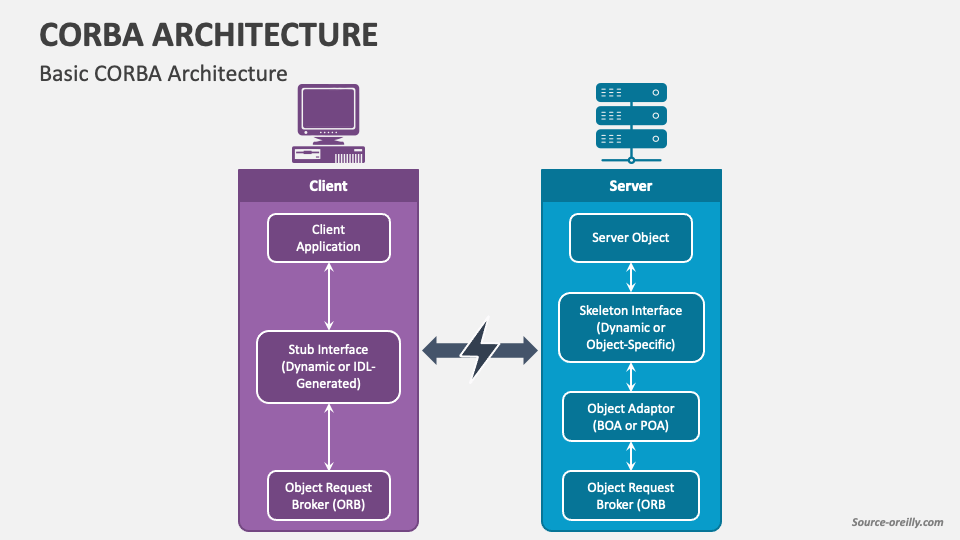 CORBA ARCHITECTURE
Basic CORBA Architecture
Client
Client
Application
Stub Interface
(Dynamic or IDL-
Generated)
Object Request
Broker (ORB)
Server
Server Object
Skeleton Interface
(Dynamic or
Object-Specific)
Object Adaptor
(BOA or POA)
Object Request
Broker (ORB
Source-oreilly.com